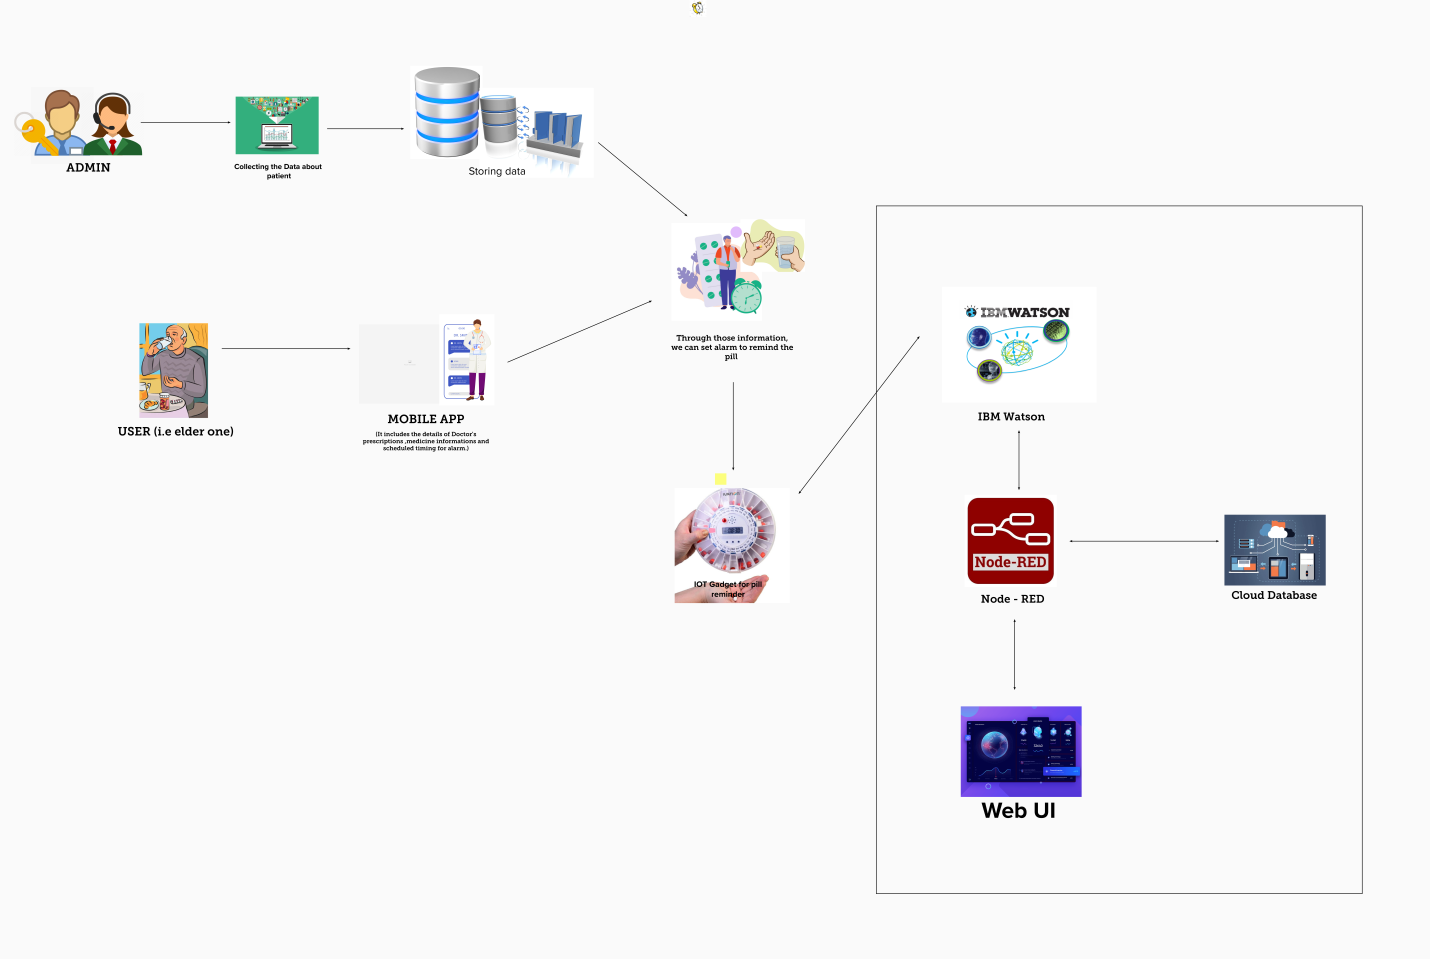 ADMIN
Collecting the Data about
patient
Storing data
Through those information,
we can set alarm to remind the
pill
USER (i.e elder one)
MOBILE APP
(It includes the details of Doctor's
prescriptions ,medicine informations and
scheduled timing for alarm.)
IOT Gadget for pill
reminder
IBMWATSON
IBM Watson
Node-RED
Node - RED
Cloud Database
Web UI